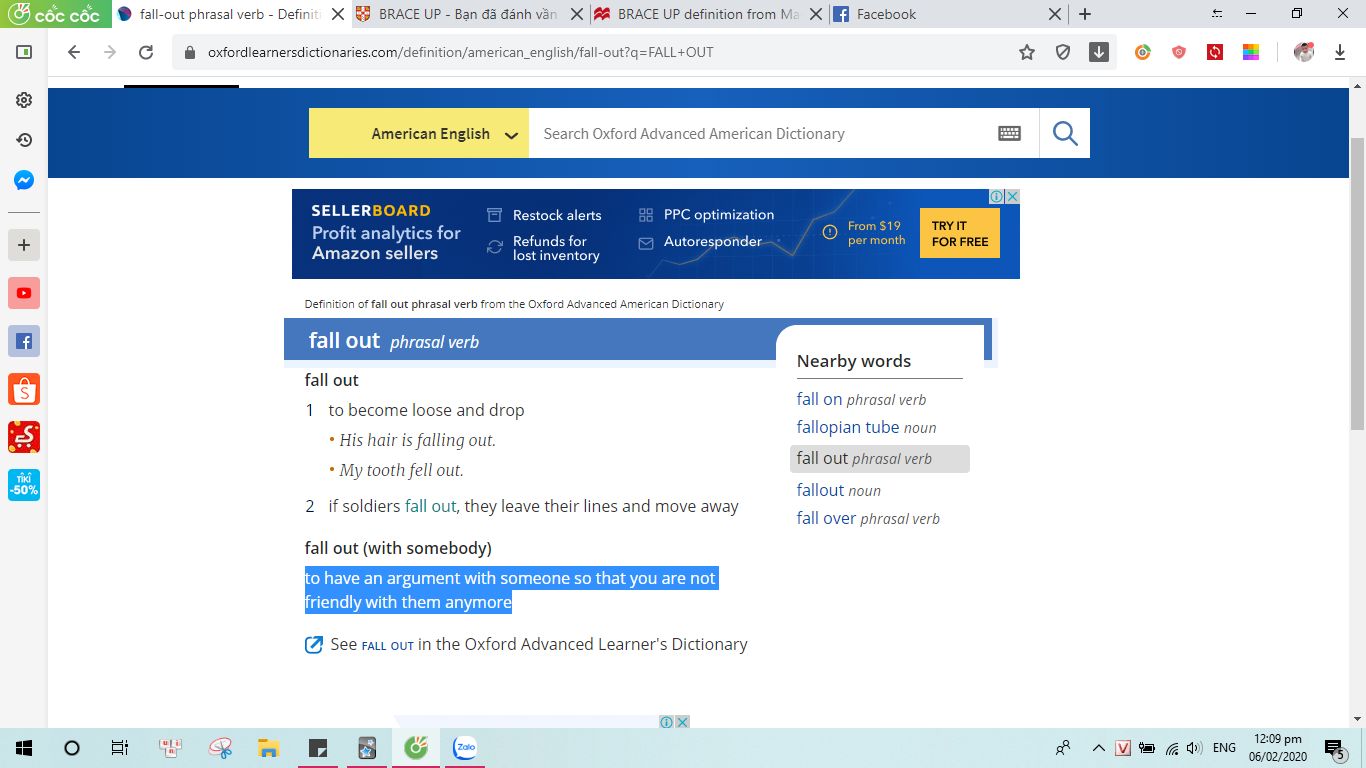 cốc cốc
fall-out phrasal verb - Definiti
BRACE UP - Bạn đã đánh vần
BRACE UP definition from Ma
Facebook
oxfordlearnersdictionaries.com/definition/american_english/fall-out?q=FALL+OUT
American English
Search Oxford Advanced American Dictionary
SELLERBOARD
Profit analytics for
Amazon sellers
Restock alerts
Refunds for
lost inventory
PPC optimization
Autoresponder
From $19
per month
TRY IT
FOR FREE
Definition of fall out phrasal verb from the Oxford Advanced American Dictionary
fall out phrasal verb
fall out
1 to become loose and drop
• His hair is falling out.
• My tooth fell out.
2 if soldiers fall out, they leave their lines and move away
fall out (with somebody)
to have an argument with someone so that you are not
friendly with them anymore
See FALL OUT in the Oxford Advanced Learner's Dictionary
Nearby words
fall on phrasal verb
fallopian tube noun
fall out phrasal verb
fallout noun
fall over phrasal verb
TIKI
-50%
Zalo
V
ENG
12:09 pm
06/02/2020
5